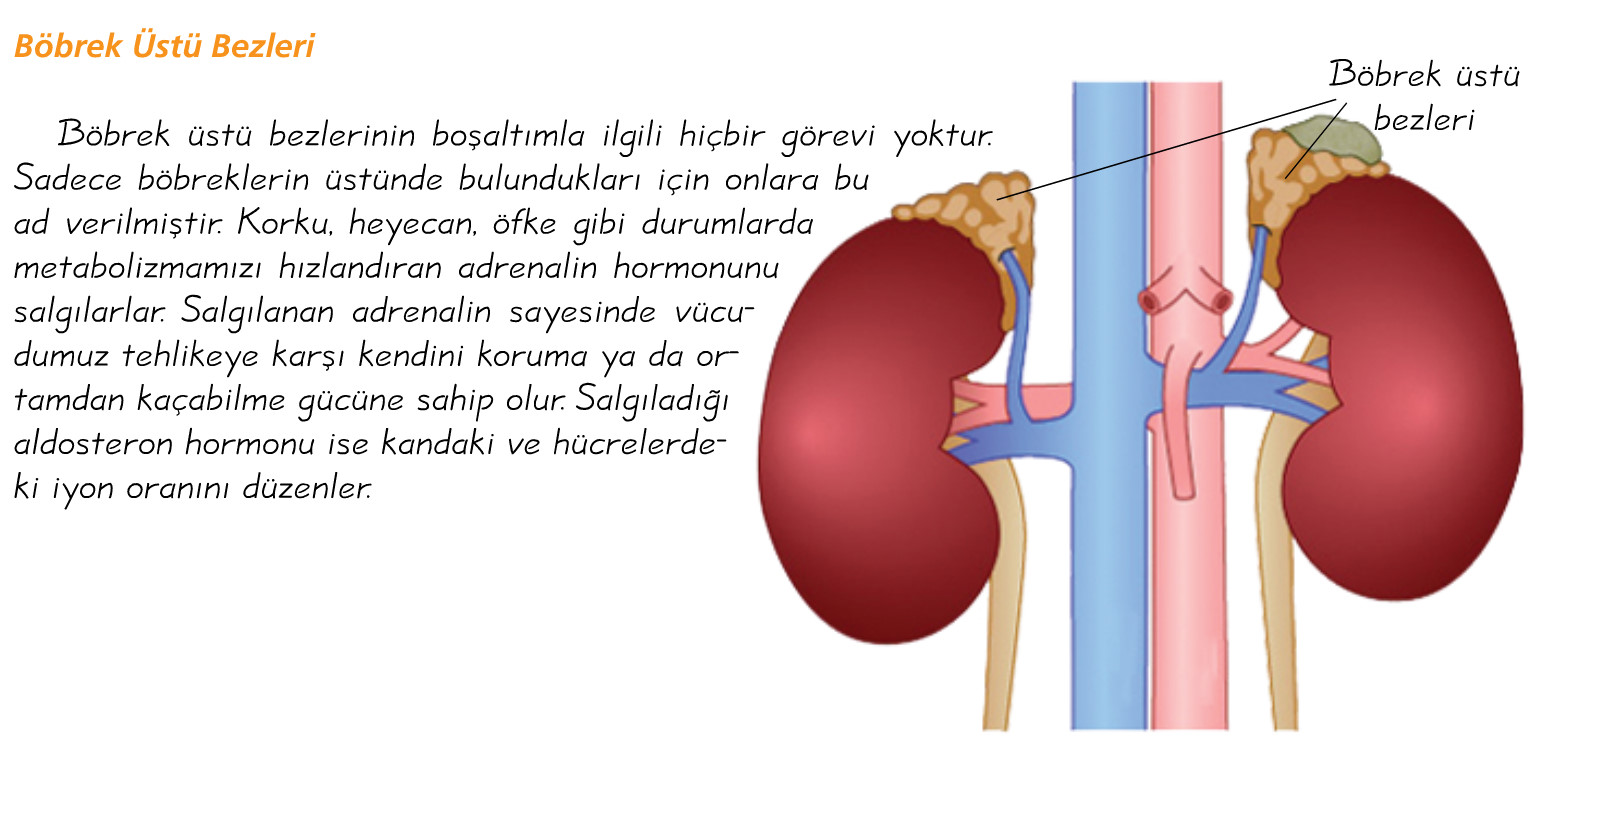 Böbrek Üstü Bezleri
Böbrek üstü bezlerinin boşaltımla ilgili hiçbir görevi yoktur.
Sadece böbreklerin üstünde bulundukları için onlara bu
ad verilmiştir. Korku, heyecan, öfke gibi durumlarda
metabolizmamızı hızlandıran adrenalin hormonunu
salgılarlar. Salgılanan adrenalin sayesinde vücu-
dumuz tehlikeye karşı kendini koruma ya da or-
tamdan kaçabilme gücüne sahip olur. Salgıladığı
aldosteron hormonu ise kandaki ve hücrelerde-
ki iyon oranını düzenler.
Böbrek üstü
bezleri